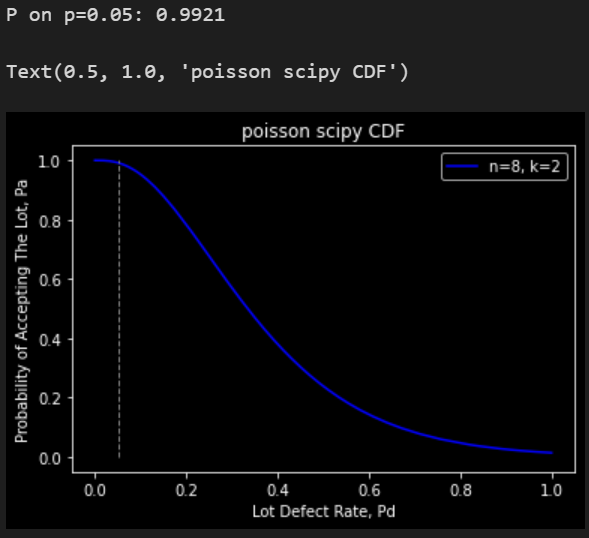 P on p=0.05: 0.9921
Text(0.5, 1.0, 'poisson scipy CDF')
poisson scipy CDF
n=8, k=2
Probability of Accepting The Lot, Pa
1.0
0.8
0.6
0.4
0.2
0.0
0.0 0.2 0.4 0.6 0.8 1.0
Lot Defect Rate, Pd